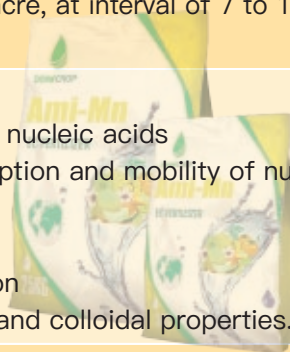 acre, at interval of 7 to 1
Ami-Mn
nucleic acids
ption and mobility of nu
Ami-Mn
on
and colloidal properties.